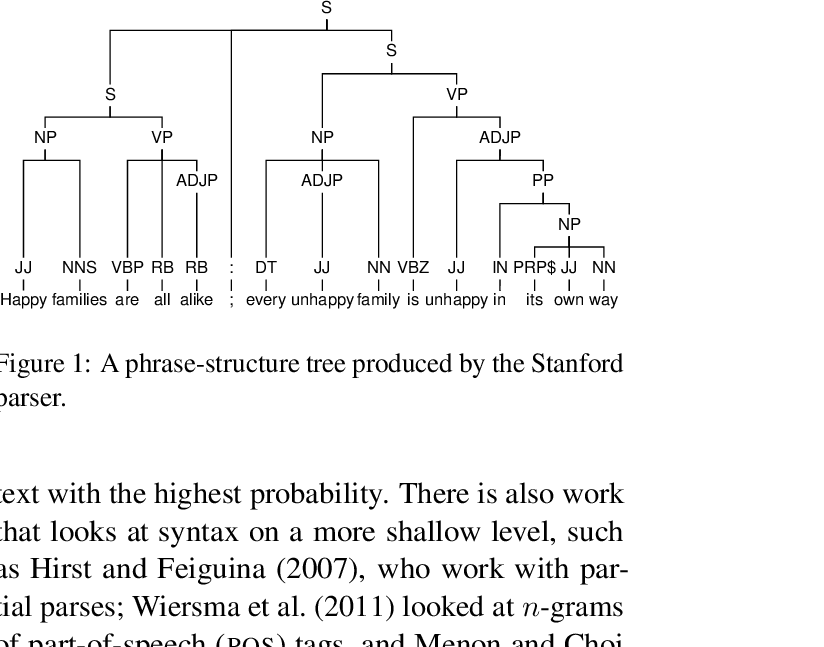 S
S
S VP
NP VP NP ADJP
ADJP ADJP PP
NP
JJ NNS VBP RB RB : DT JJ NN VBZ JJ IN PRP$ JJ NN
Happy families are all alike ; every unhappy family is unhappy in its own way
Figure 1: A phrase-structure tree produced by the Stanford
parser.
text with the highest probability. There is also work
that looks at syntax on a more shallow level, such
as Hirst and Feiguina (2007), who work with par-
tial parses; Wiersma et al. (2011) looked at n-grams
of part-of-speech (POS) tags, and Menon and Choi